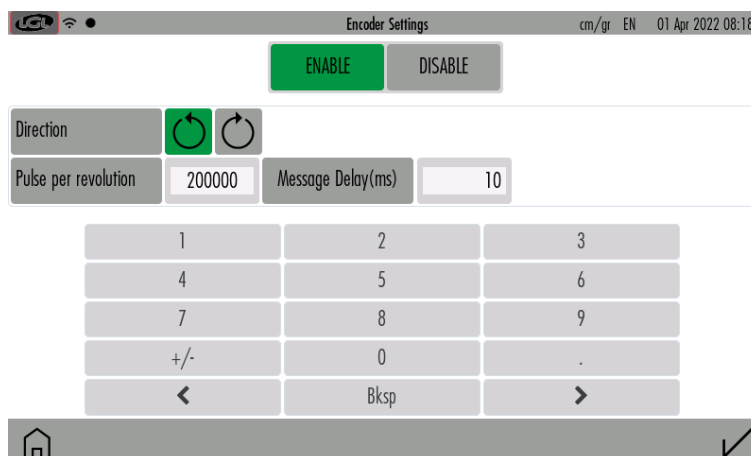 LGL Encoder Settings cm/gr EN 01 Apr 2022 08:18
ENABLE DISABLE
Direction
Pulse per revolution 200000 Message Delay(ms) 10
1 2 3
4 5 6
7 8 9
+/- 0 .
Bksp